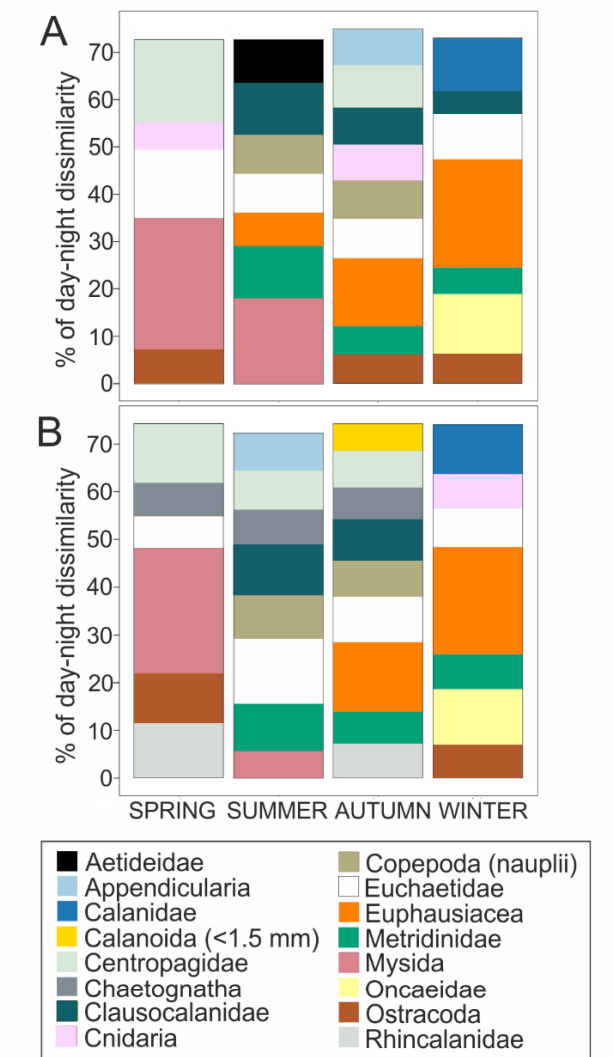 A
% of day-night dissimilarity
70
60
50
40
30
20
10
0
B
% of day-night dissimilarity
70
60
50
40
30
20
10
0
SPRING SUMMER AUTUMN WINTER
Aetideidae
Appendicularia
Calanidae
Calanoida (<1.5 mm)
Centropagidae
Chaetognatha
Clausocalanidae
Cnidaria
Copepoda (nauplii)
Euchaetidae
Euphausiacea
Metridinidae
Mysida
Oncaeidae
Ostracoda
Rhincalanidae